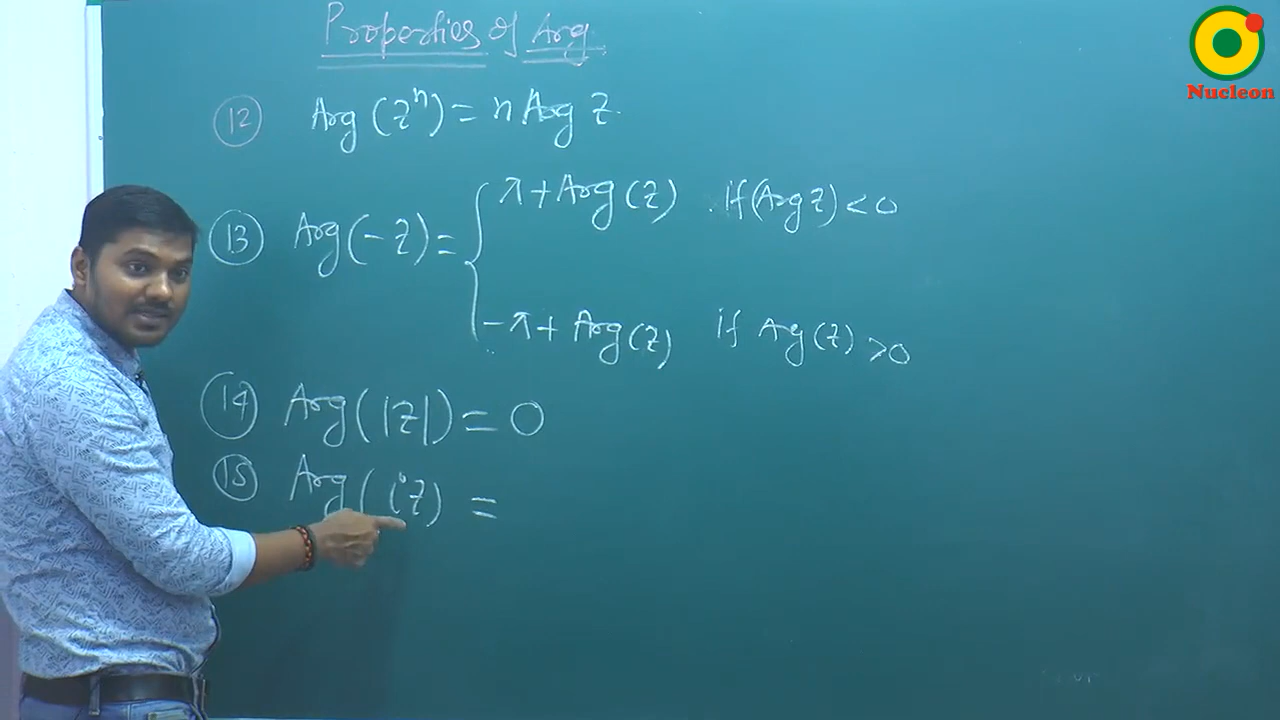 Properties of Arg
Nucleon
(12) Arg (zⁿ) = n Arg z.
(13) Arg (-z) = { π + Arg (z) . if (Arg z) < 0
-π + Arg (z) if Arg (z) > 0
(14) Arg (|z|) = 0
(15) Arg ( iz ) =